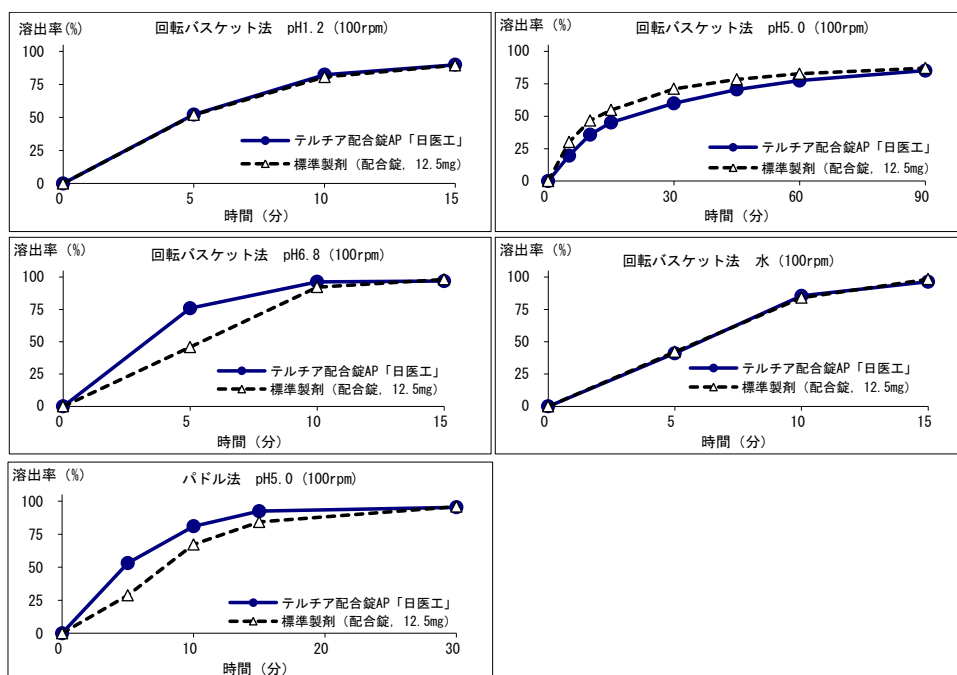 溶出率(%)
回転バスケット法 pH1.2 (100rpm)
100
75
50
25
0
テルチア配合錠AP「日医工」
標準製剤(配合錠, 12.5mg)
0 5 10 15
時間(分)
溶出率(%)
回転バスケット法 pH5.0 (100rpm)
100
75
50
25
0
テルチア配合錠AP「日医工」
標準製剤(配合錠, 12.5mg)
0 30 60 90
時間(分)
溶出率(%)
回転バスケット法 pH6.8 (100rpm)
100
75
50
25
0
テルチア配合錠AP「日医工」
標準製剤(配合錠, 12.5mg)
0 5 10 15
時間(分)
溶出率(%)
回転バスケット法 水 (100rpm)
100
75
50
25
0
テルチア配合錠AP「日医工」
標準製剤(配合錠, 12.5mg)
0 5 10 15
時間(分)
溶出率(%)
パドル法 pH5.0 (100rpm)
100
75
50
25
0
テルチア配合錠AP「日医工」
標準製剤(配合錠, 12.5mg)
0 10 20 30
時間(分)